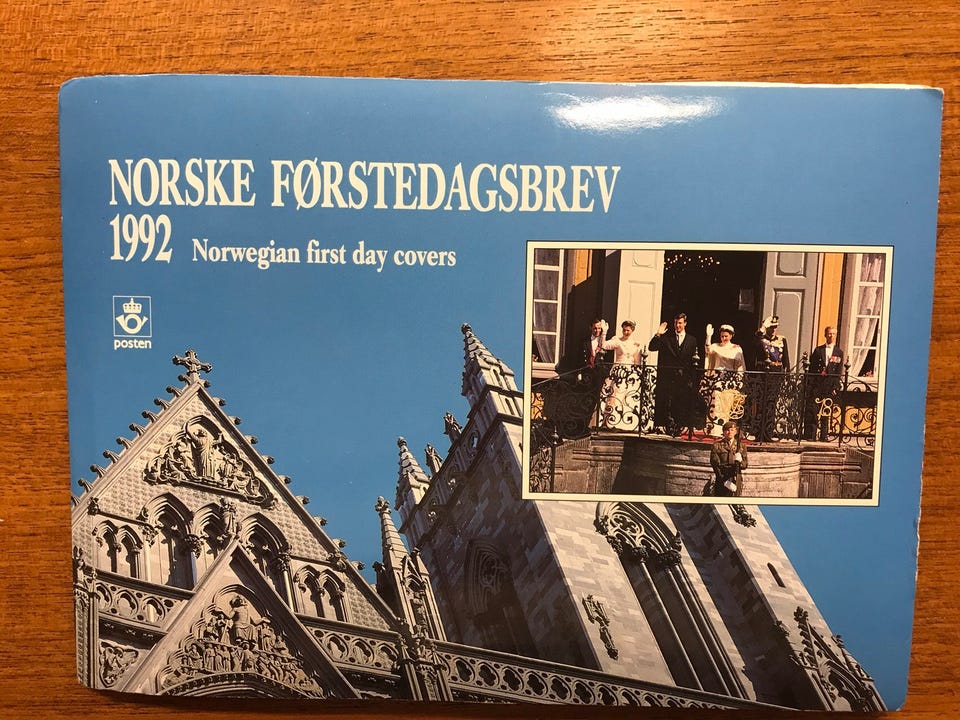 NORSKE FØRSTEDAGSBREV
1992 Norwegian first day covers
posten